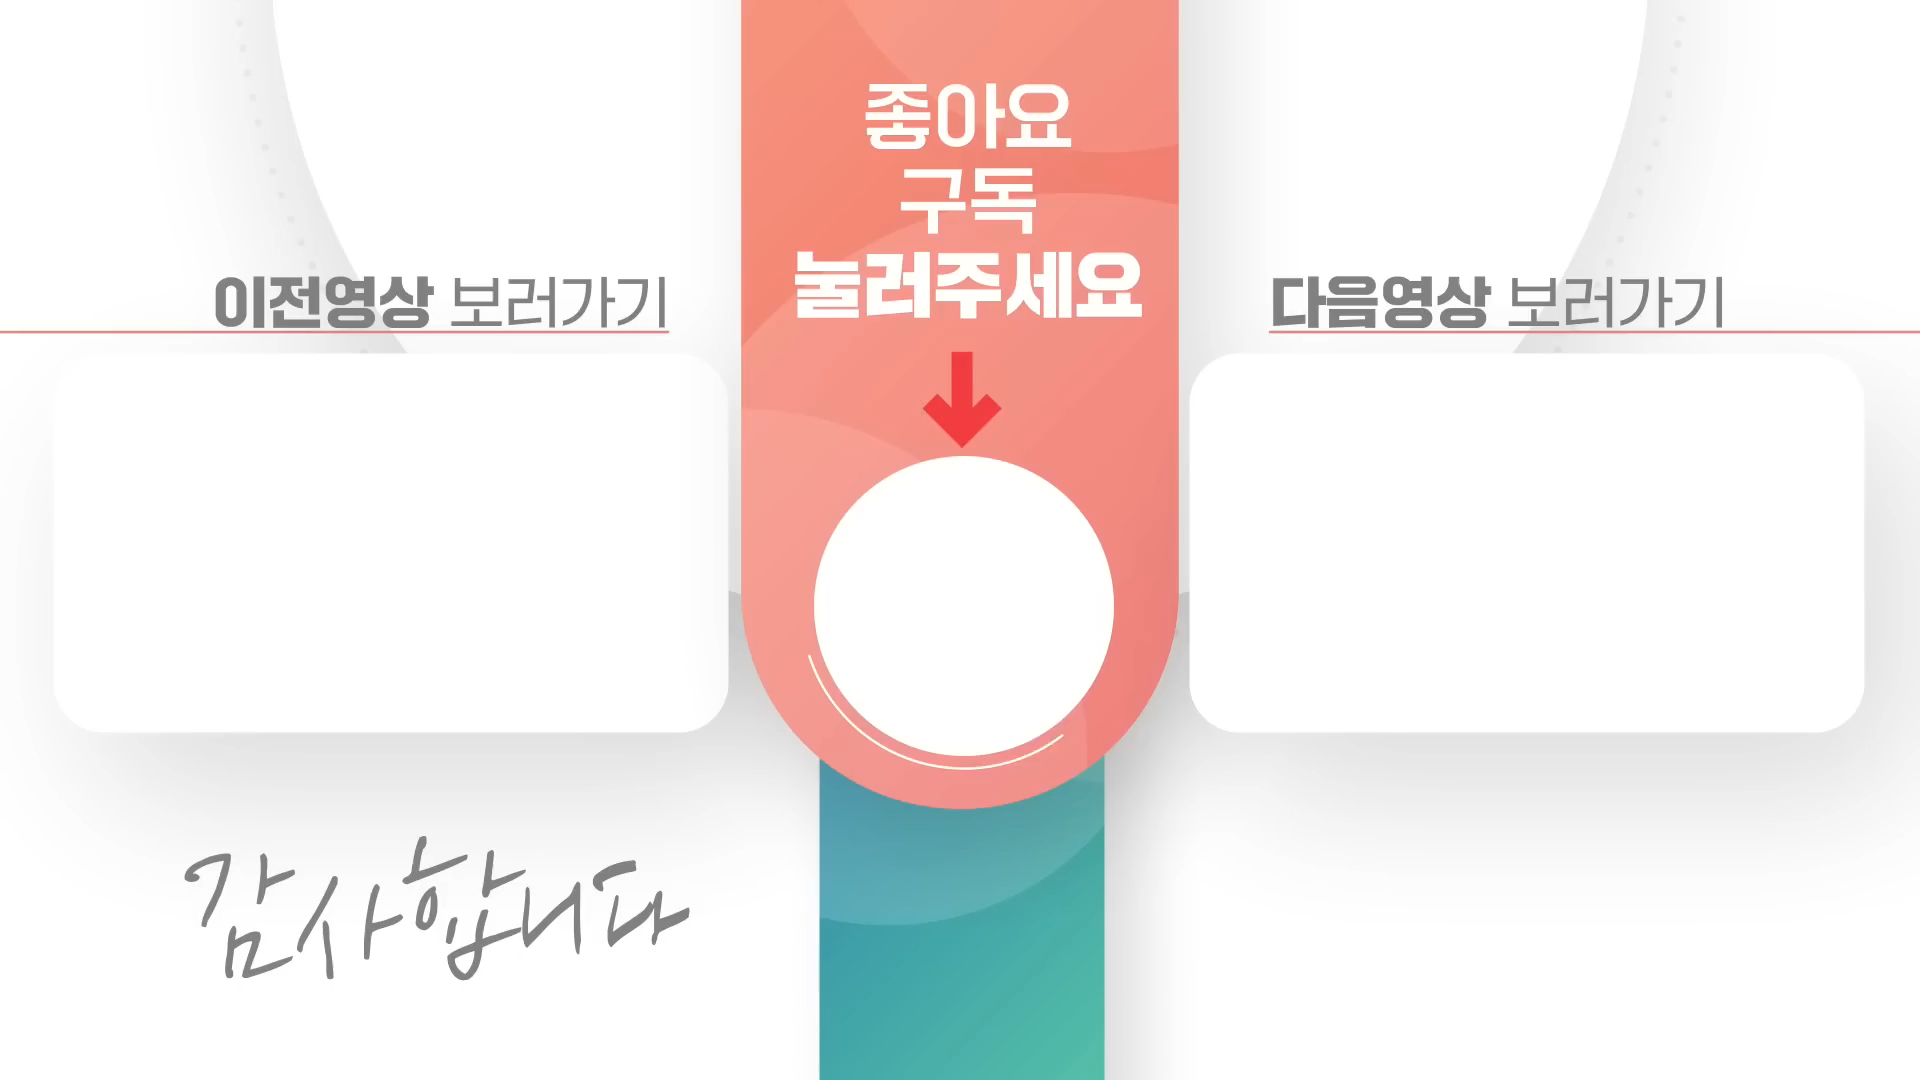 좋아요
구독
눌러주세요
이전영상 보러가기
다음영상 보러가기
감사합니다